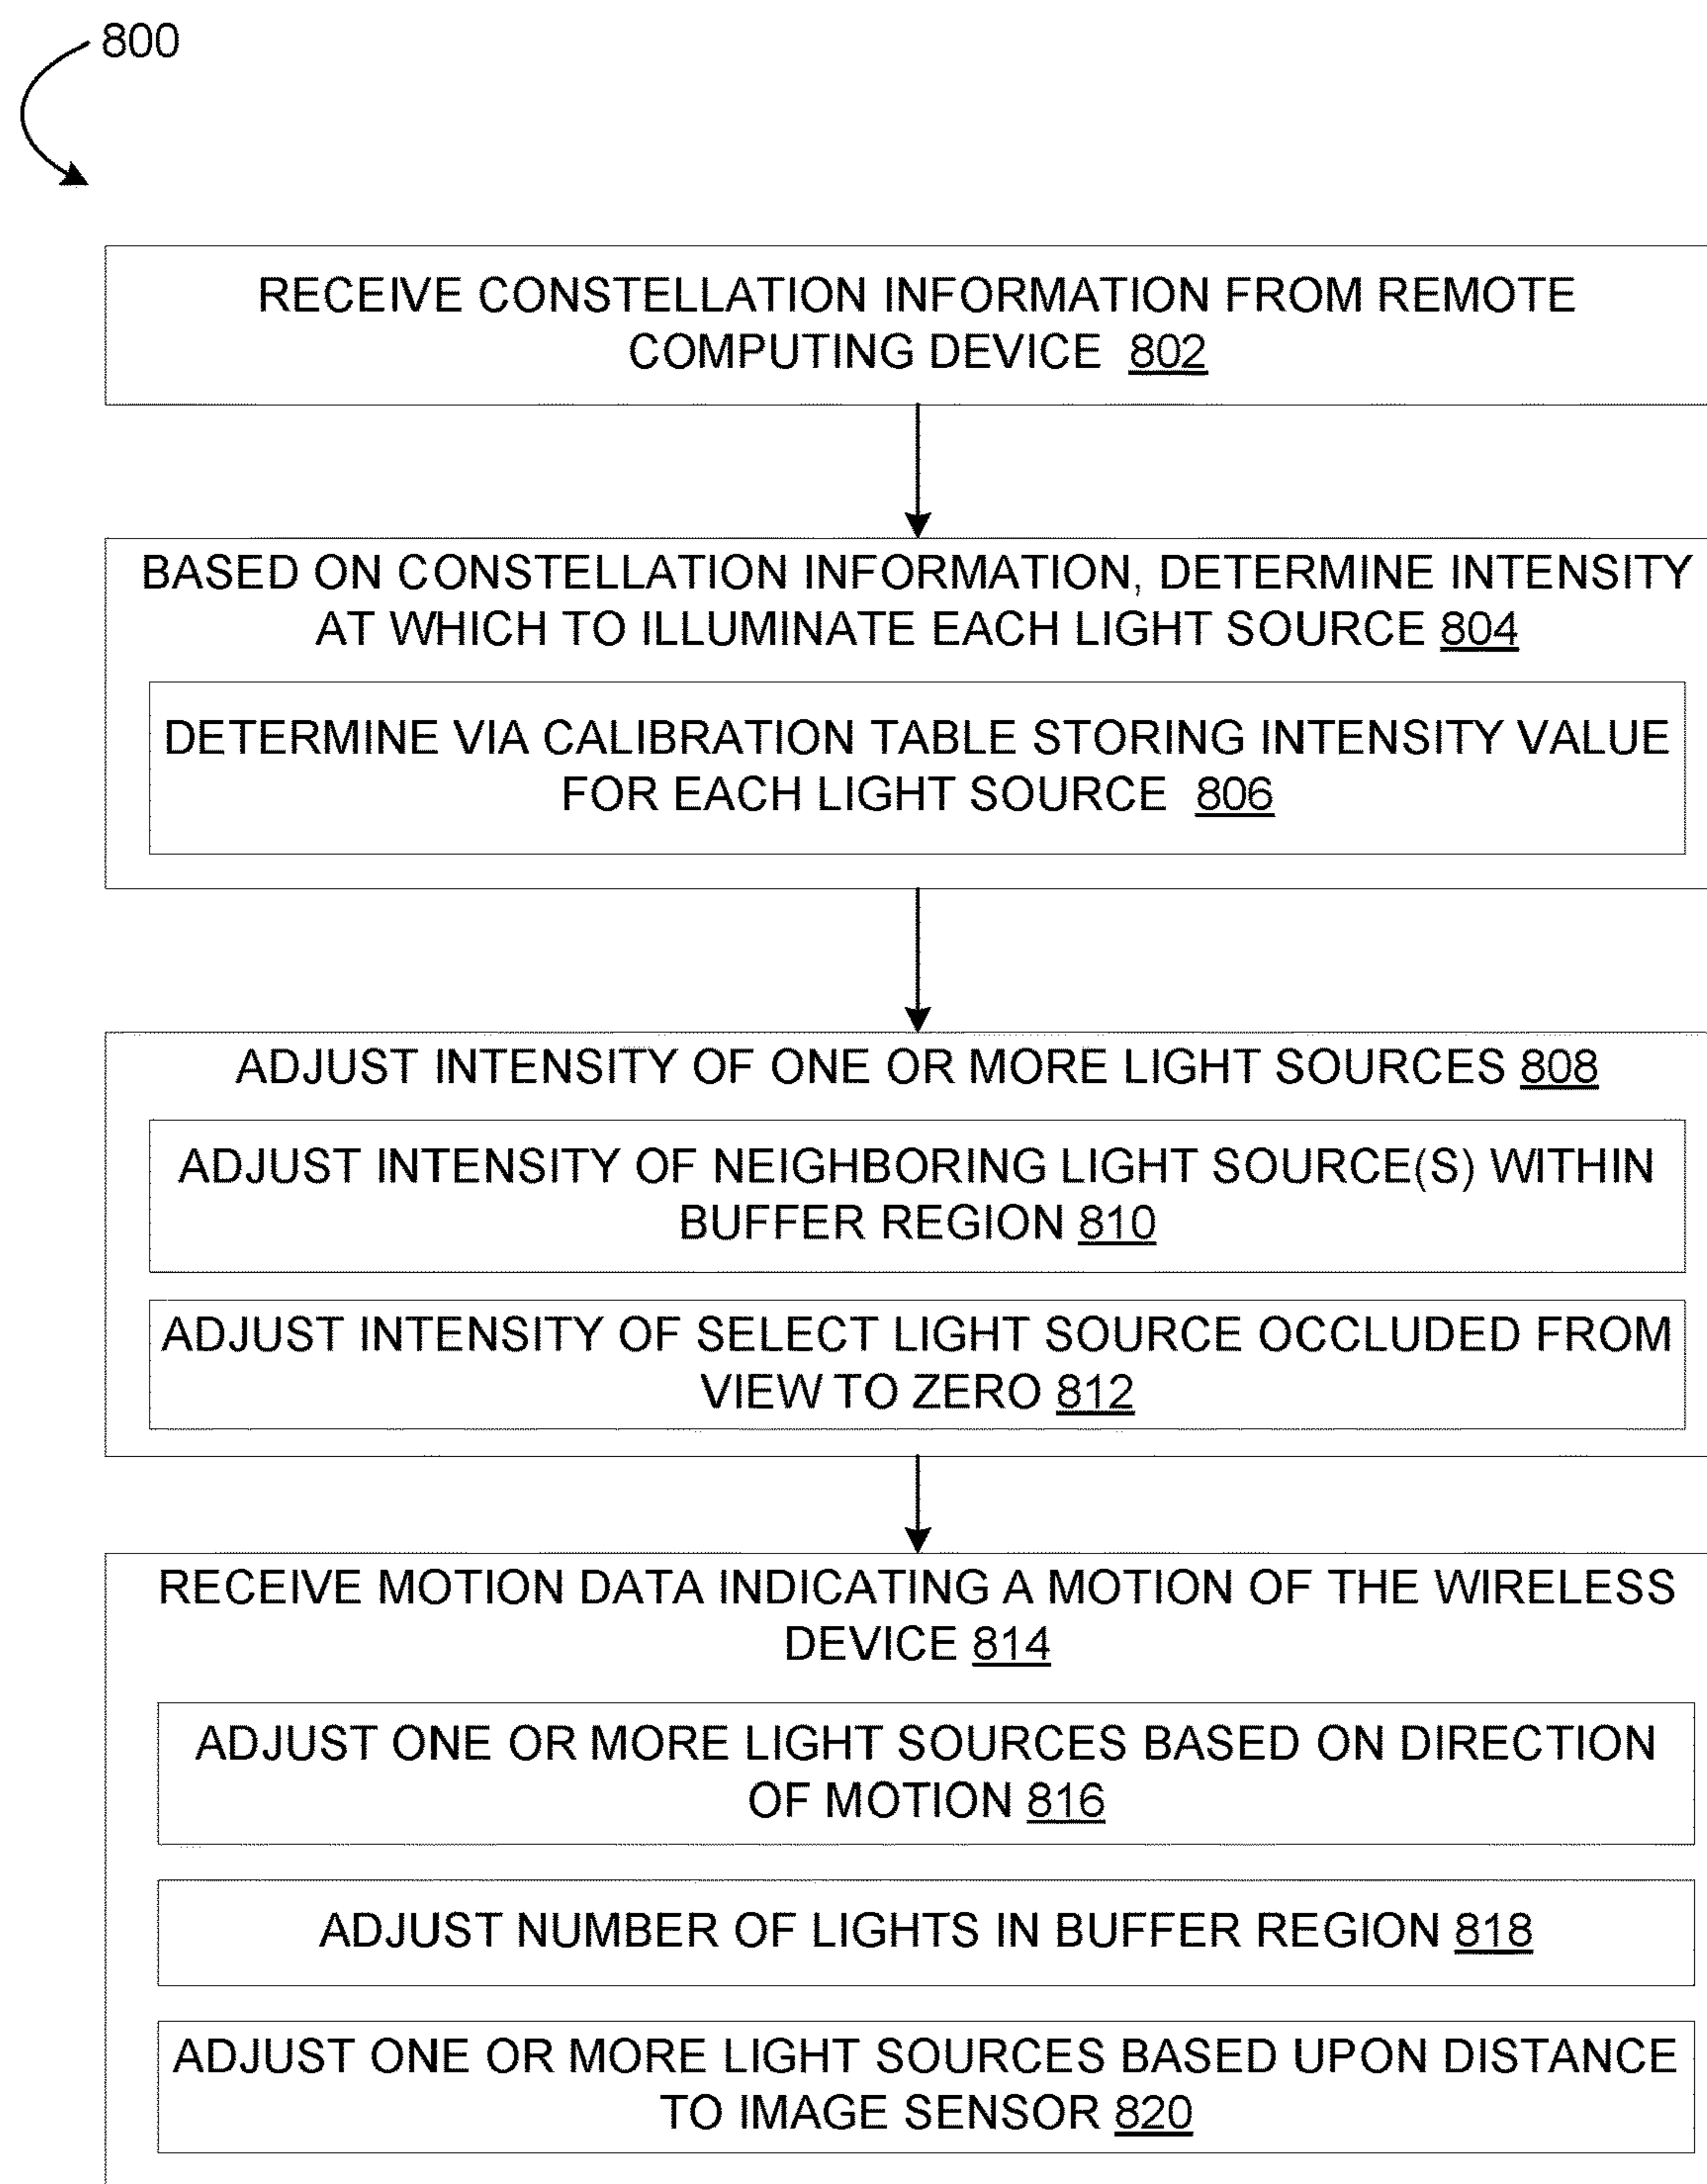 800
RECEIVE CONSTELLATION INFORMATION FROM REMOTE
COMPUTING DEVICE 802
BASED ON CONSTELLATION INFORMATION, DETERMINE INTENSITY
AT WHICH TO ILLUMINATE EACH LIGHT SOURCE 804
DETERMINE VIA CALIBRATION TABLE STORING INTENSITY VALUE
FOR EACH LIGHT SOURCE 806
ADJUST INTENSITY OF ONE OR MORE LIGHT SOURCES 808
ADJUST INTENSITY OF NEIGHBORING LIGHT SOURCE(S) WITHIN
BUFFER REGION 810
ADJUST INTENSITY OF SELECT LIGHT SOURCE OCCLUDED FROM
VIEW TO ZERO 812
RECEIVE MOTION DATA INDICATING A MOTION OF THE WIRELESS
DEVICE 814
ADJUST ONE OR MORE LIGHT SOURCES BASED ON DIRECTION
OF MOTION 816
ADJUST NUMBER OF LIGHTS IN BUFFER REGION 818
ADJUST ONE OR MORE LIGHT SOURCES BASED UPON DISTANCE
TO IMAGE SENSOR 820